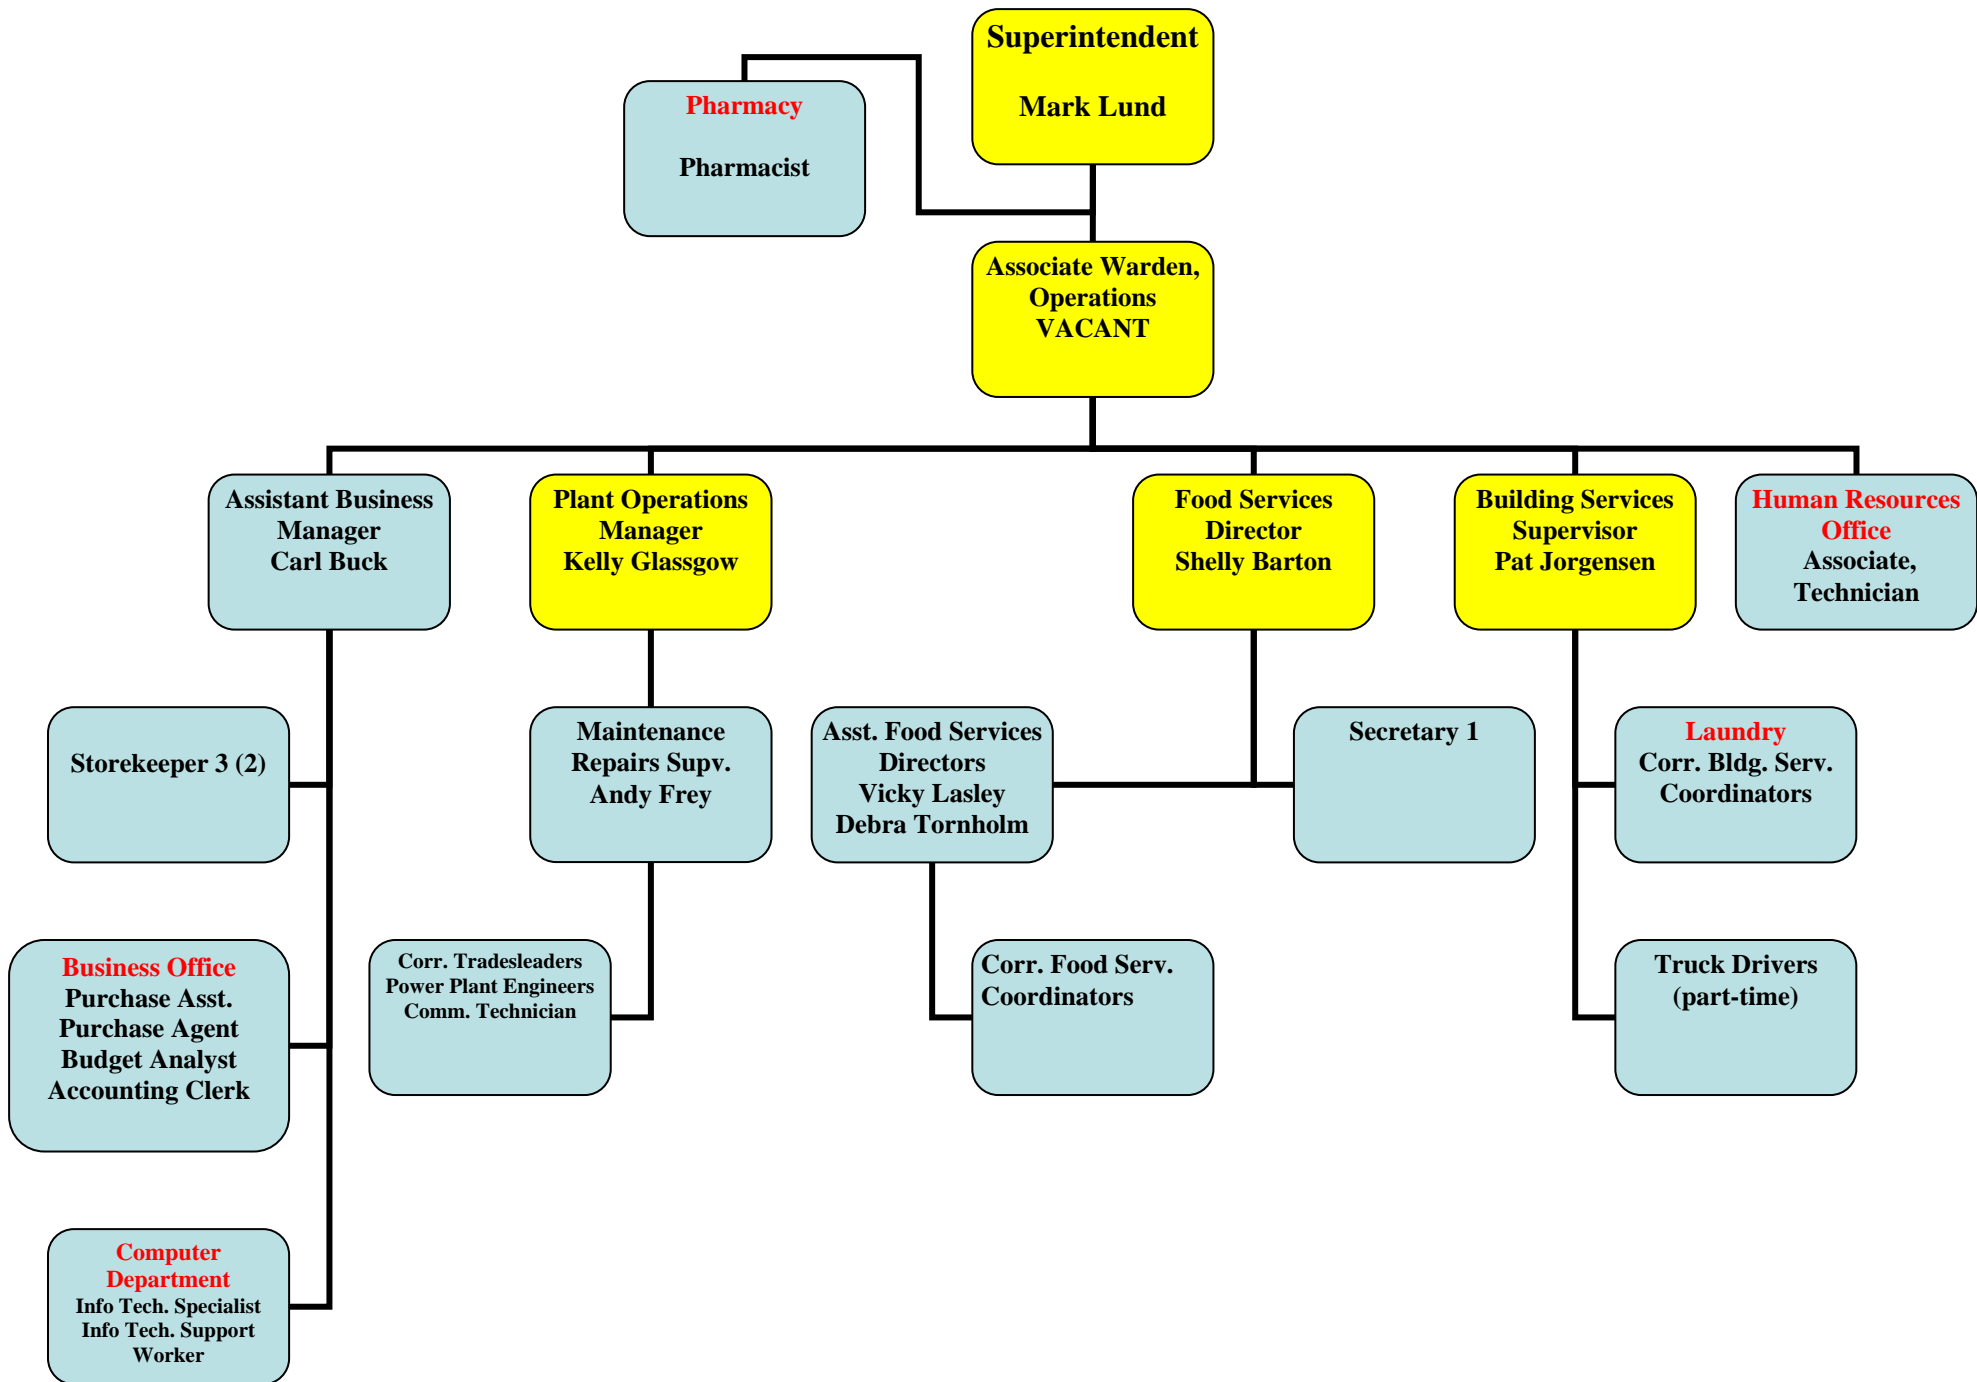 Superintendent
Mark Lund
Pharmacy
Pharmacist
Associate Warden,
Operations
VACANT
Assistant Business
Manager
Carl Buck
Plant Operations
Manager
Kelly Glassgow
Food Services
Director
Shelly Barton
Building Services
Supervisor
Pat Jorgensen
Human Resources
Office
Associate,
Technician
Storekeeper 3 (2)
Maintenance
Repairs Supv.
Andy Frey
Asst. Food Services
Directors
Vicky Lasley
Debra Tornholm
Secretary 1
Laundry
Corr. Bldg. Serv.
Coordinators
Business Office
Purchase Asst.
Purchase Agent
Budget Analyst
Accounting Clerk
Corr. Tradesleaders
Power Plant Engineers
Comm. Technician
Corr. Food Serv.
Coordinators
Truck Drivers
(part-time)
Computer
Department
Info Tech. Specialist
Info Tech. Support
Worker